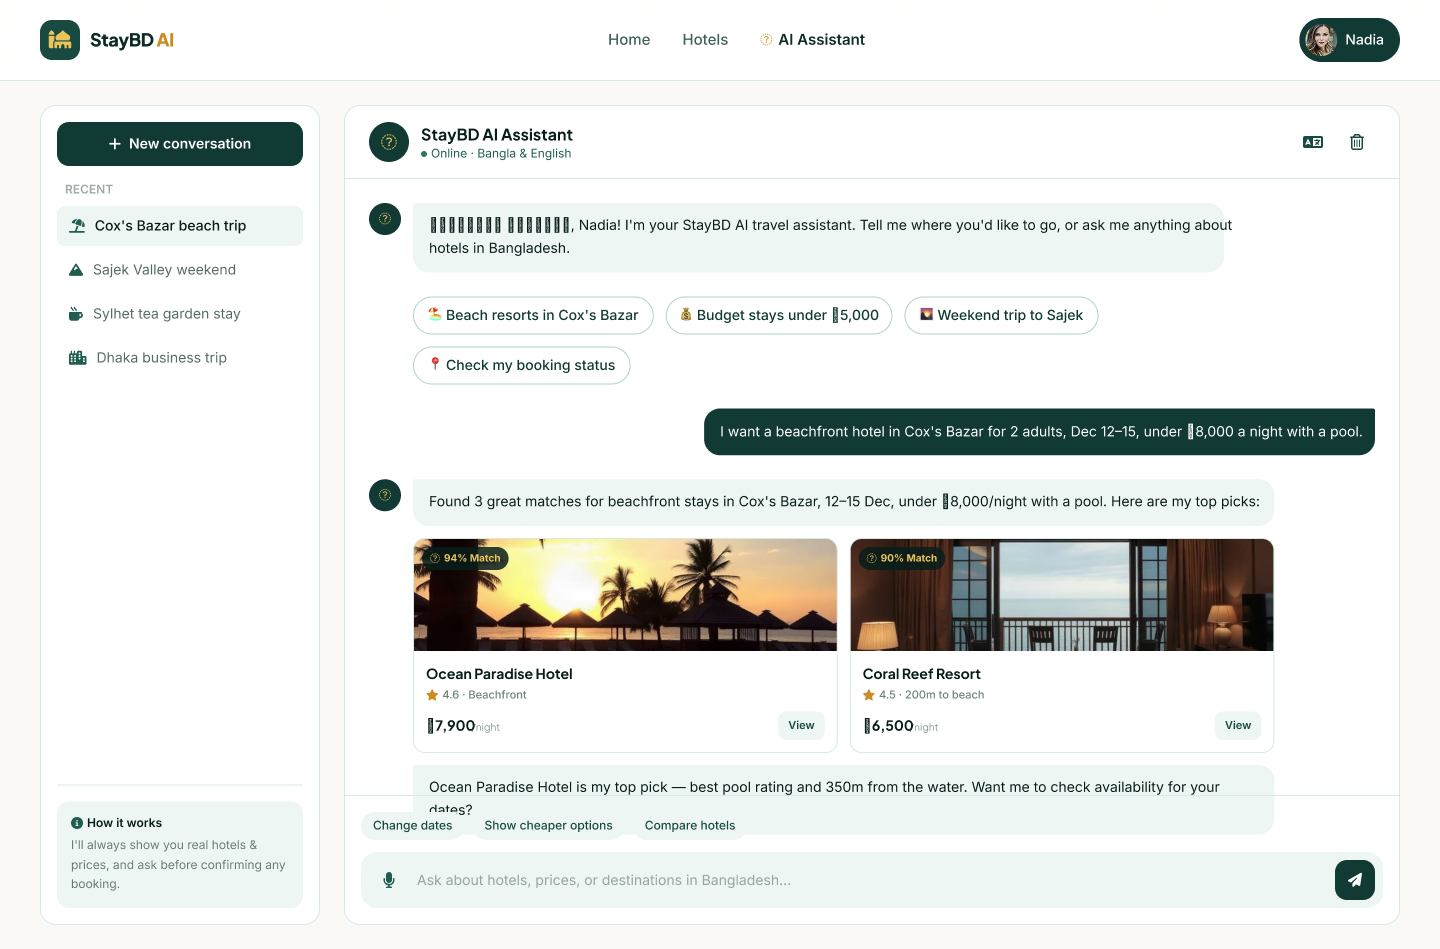 StayBD AI
Home
Hotels
AI Assistant
Nadia
New conversation
RECENT
Cox's Bazar beach trip
Sajek Valley weekend
Sylhet tea garden stay
Dhaka business trip
How it works
I'll always show you real hotels &
prices, and ask before confirming any
booking.
StayBD AI Assistant
Online · Bangla & English
, Nadia! I'm your StayBD AI travel assistant. Tell me where you'd like to go, or ask me anything about
hotels in Bangladesh.
Beach resorts in Cox's Bazar
Budget stays under 5,000
Weekend trip to Sajek
Check my booking status
I want a beachfront hotel in Cox's Bazar for 2 adults, Dec 12–15, under 8,000 a night with a pool.
Found 3 great matches for beachfront stays in Cox's Bazar, 12–15 Dec, under 8,000/night with a pool. Here are my top picks:
94% Match
Ocean Paradise Hotel
4.6 · Beachfront
7,900night
View
90% Match
Coral Reef Resort
4.5 · 200m to beach
6,500night
View
Ocean Paradise Hotel is my top pick — best pool rating and 350m from the water. Want me to check availability for your
dates?
Change dates
Show cheaper options
Compare hotels
Ask about hotels, prices, or destinations in Bangladesh...